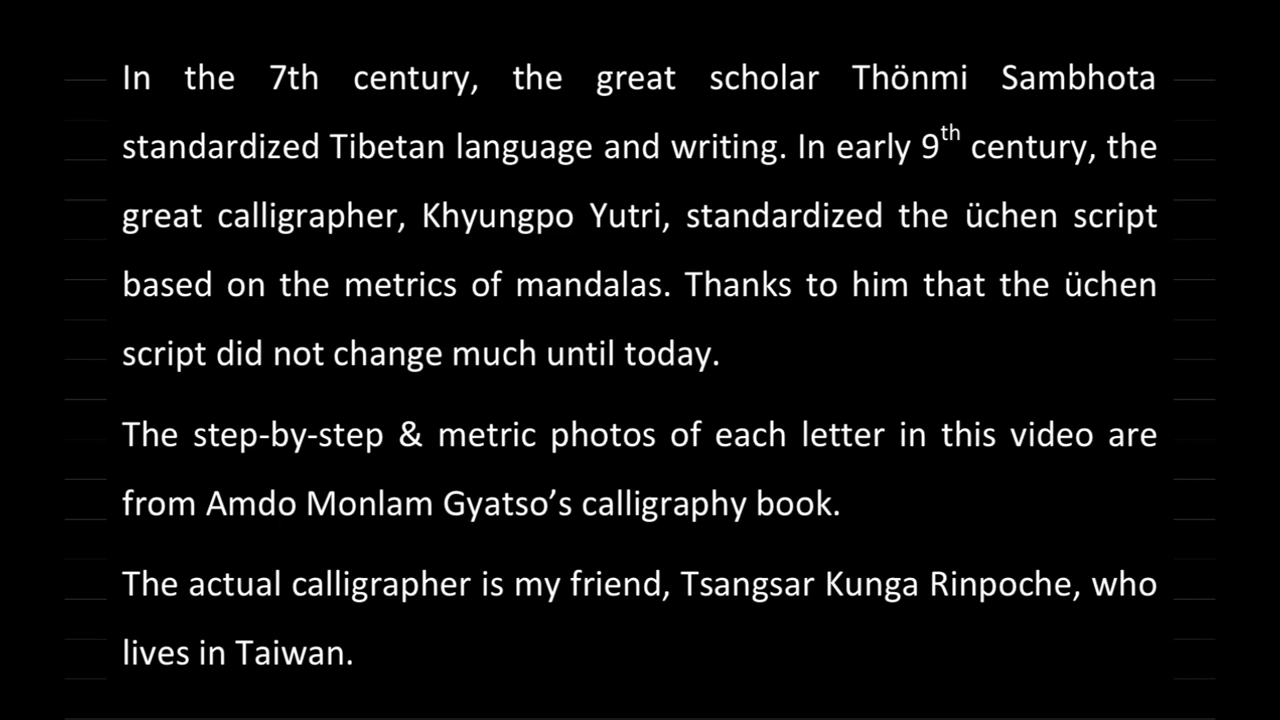 In the 7th century, the great scholar Thönmi Sambhota
standardized Tibetan language and writing. In early 9th century, the
great calligrapher, Khyungpo Yutri, standardized the üchen script
based on the metrics of mandalas. Thanks to him that the üchen
script did not change much until today.
The step-by-step & metric photos of each letter in this video are
from Amdo Monlam Gyatso’s calligraphy book.
The actual calligrapher is my friend, Tsangsar Kunga Rinpoche, who
lives in Taiwan.